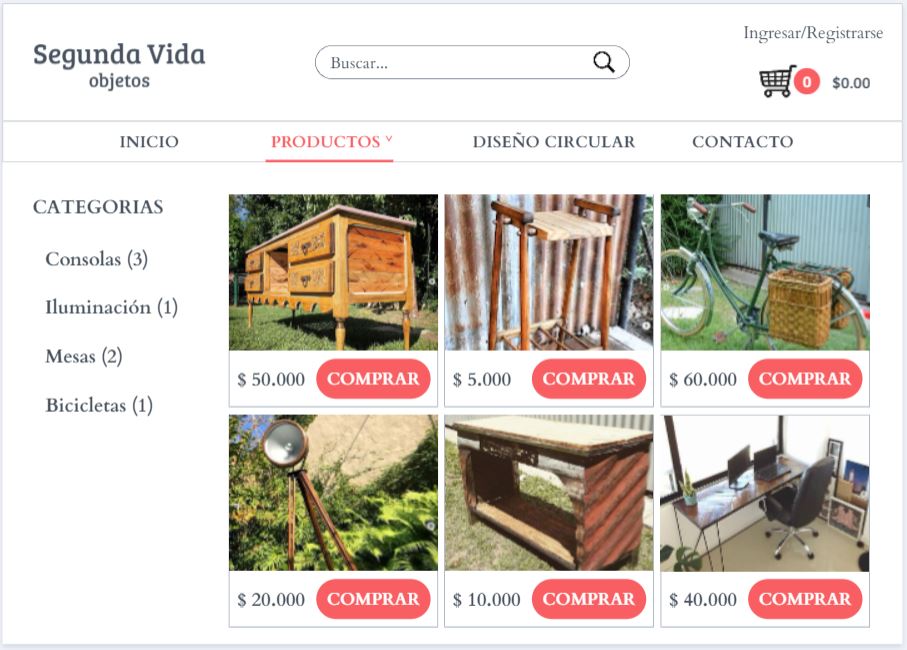 Ingresar/Registrarse
Segunda Vida
objetos
Buscar...
0 $0.00
INICIO PRODUCTOS ˅ DISEÑO CIRCULAR CONTACTO
CATEGORIAS
Consolas (3)
Iluminación (1)
Mesas (2)
Bicicletas (1)
$ 50.000 COMPRAR $ 5.000 COMPRAR $ 60.000 COMPRAR
$ 20.000 COMPRAR $ 10.000 COMPRAR $ 40.000 COMPRAR